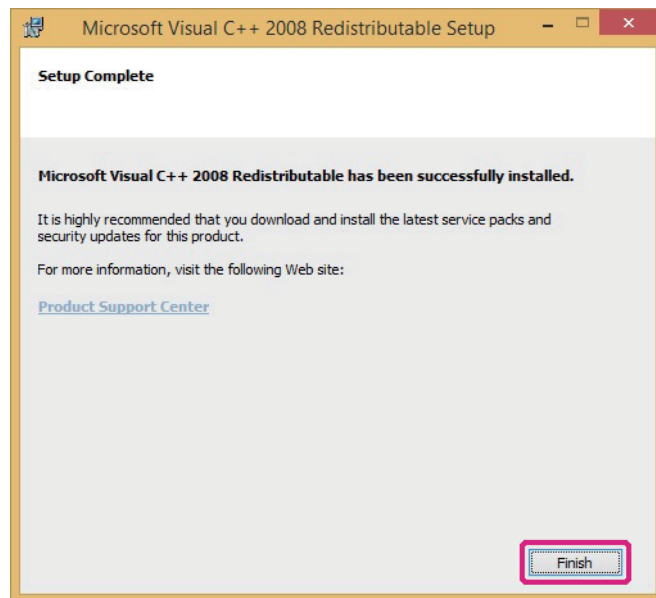 Microsoft Visual C++ 2008 Redistributable Setup
Setup Complete
Microsoft Visual C++ 2008 Redistributable has been successfully installed.
It is highly recommended that you download and install the latest service packs and
security updates for this product.
For more information, visit the following Web site:
Product Support Center
Finish